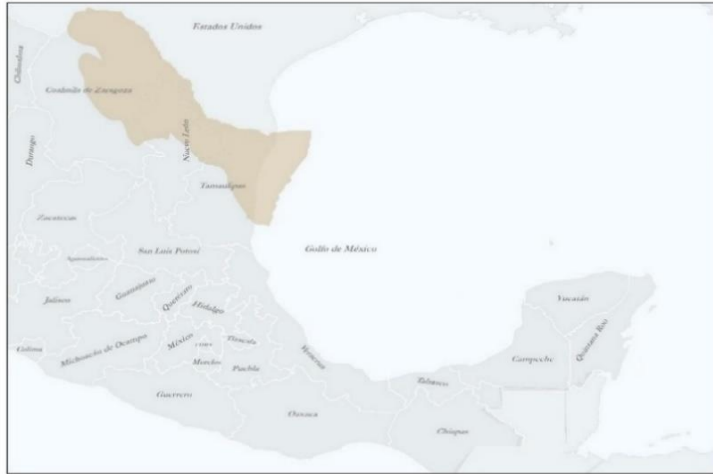 Estados Unidos
Chihuahua
Coahuila de Zaragoza
Durango
Nuevo León
Tamaulipas
Zacatecas
San Luis Potosí
Golfo de México
Aguascalientes
Jalisco
Guanajuato
Querétaro
Hidalgo
Yucatán
Colima
Michoacán de Ocampo
México
Tlaxcala
Veracruz
Quintana Roo
Morelos
Puebla
Campeche
Tabasco
Guerrero
Oaxaca
Chiapas